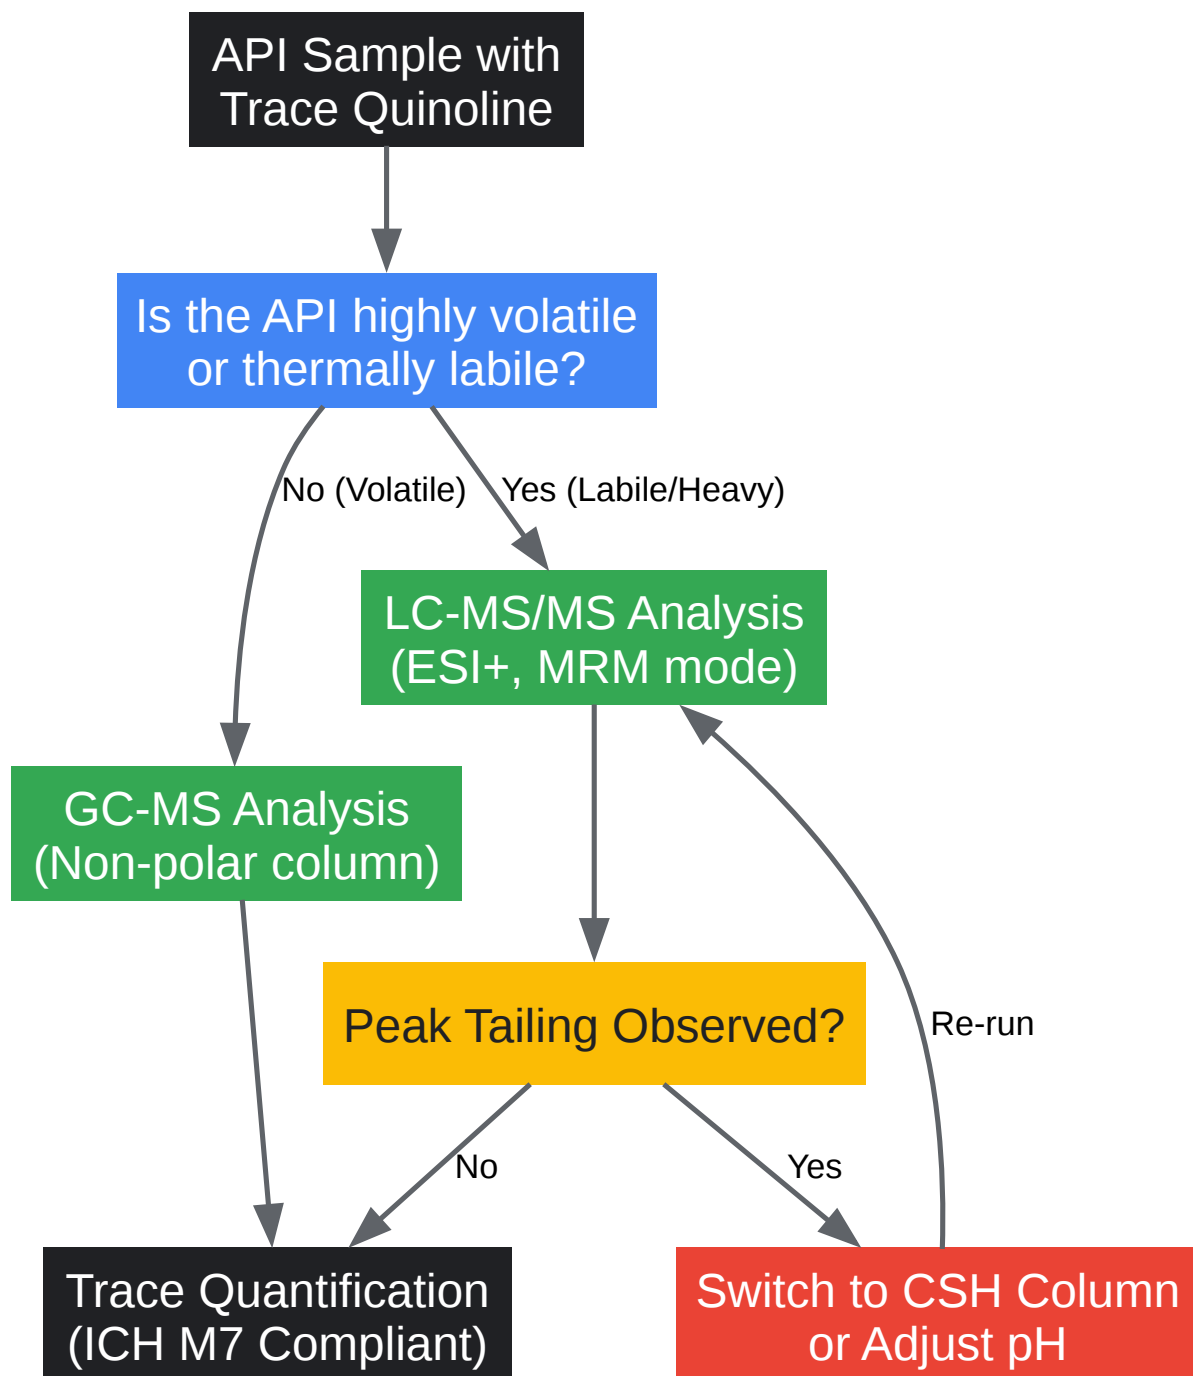 API Sample with
Trace Quinoline
Is the API highly volatile
or thermally labile?
No (Volatile)
Yes (Labile/Heavy)
LC-MS/MS Analysis
(ESI+, MRM mode)
GC-MS Analysis
(Non-polar column)
Peak Tailing Observed?
Re-run
No
Yes
Trace Quantification
(ICH M7 Compliant)
Switch to CSH Column
or Adjust pH